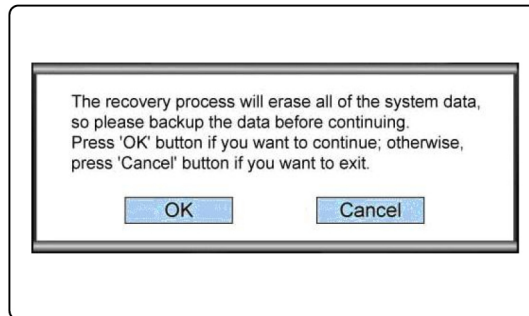 The recovery process will erase all of the system data,
so please backup the data before continuing.
Press 'OK' button if you want to continue; otherwise,
press 'Cancel' button if you want to exit.
OK Cancel